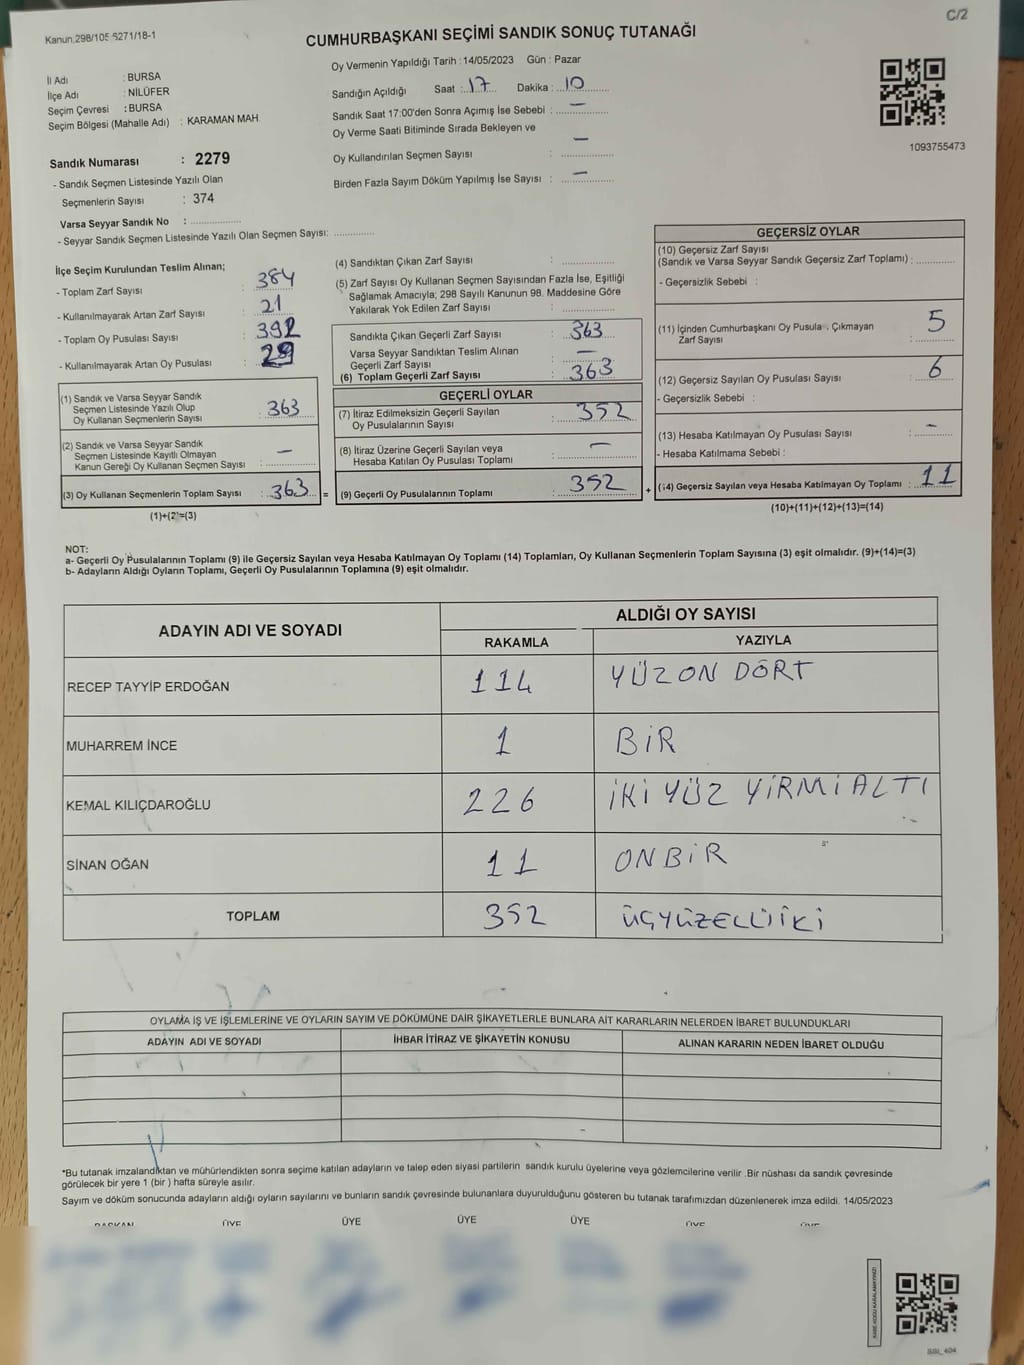 C/2
Kanun.298/105 6271/18-1
CUMHURBAŞKANI SEÇİMİ SANDIK SONUÇ TUTANAĞI
Oy Vermenin Yapıldığı Tarih : 14/05/2023 Gün : Pazar
İl Adı : BURSA
İlçe Adı : NİLÜFER
Seçim Çevresi : BURSA
Seçim Bölgesi (Mahalle Adı) : KARAMAN MAH.
Sandığın Açıldığı Saat : 17 Dakika : 10
Sandık Saat 17:00'den Sonra Açımış İse Sebebi : —
Oy Verme Saati Bitiminde Sırada Bekleyen ve
Oy Kullandırılan Seçmen Sayısı : —
Birden Fazla Sayım Döküm Yapılmış İse Sayısı : —
1093755473
Sandık Numarası : 2279
- Sandık Seçmen Listesinde Yazılı Olan
Seçmenlerin Sayısı : 374
Varsa Seyyar Sandık No :
- Seyyar Sandık Seçmen Listesinde Yazılı Olan Seçmen Sayısı:
İlçe Seçim Kurulundan Teslim Alınan;
- Toplam Zarf Sayısı : 384
- Kullanılmayarak Artan Zarf Sayısı : 21
- Toplam Oy Pusulası Sayısı : 392
- Kullanılmayarak Artan Oy Pusulası : 29
(1) Sandık ve Varsa Seyyar Sandık
Seçmen Listesinde Yazılı Olup
Oy Kullanan Seçmenlerin Sayısı : 363
(2) Sandık ve Varsa Seyyar Sandık
Seçmen Listesinde Kayıtlı Olmayan
Kanun Gereği Oy Kullanan Seçmen Sayısı : —
(3) Oy Kullanan Seçmenlerin Toplam Sayısı : 363 =
(1)+(2)=(3)
(4) Sandıktan Çıkan Zarf Sayısı :
(5) Zarf Sayısı Oy Kullanan Seçmen Sayısından Fazla İse, Eşitliği
Sağlamak Amacıyla; 298 Sayılı Kanunun 98. Maddesine Göre
Yakılarak Yok Edilen Zarf Sayısı :
Sandıkta Çıkan Geçerli Zarf Sayısı : 363
Varsa Seyyar Sandıktan Teslim Alınan
Geçerli Zarf Sayısı : —
(6) Toplam Geçerli Zarf Sayısı : 363
GEÇERLİ OYLAR
(7) İtiraz Edilmeksizin Geçerli Sayılan
Oy Pusulalarının Sayısı : 352
(8) İtiraz Üzerine Geçerli Sayılan veya
Hesaba Katılan Oy Pusulası Toplamı : —
(9) Geçerli Oy Pusulalarının Toplamı : 352 +
GEÇERSİZ OYLAR
(10) Geçersiz Zarf Sayısı
(Sandık ve Varsa Seyyar Sandık Geçersiz Zarf Toplamı) :
- Geçersizlik Sebebi :
(11) İçinden Cumhurbaşkanı Oy Pusula. Çıkmayan
Zarf Sayısı : 5
(12) Geçersiz Sayılan Oy Pusulası Sayısı : 6
- Geçersizlik Sebebi :
(13) Hesaba Katılmayan Oy Pusulası Sayısı : —
- Hesaba Katılmama Sebebi :
(14) Geçersiz Sayılan veya Hesaba Katılmayan Oy Toplamı : 11
(10)+(11)+(12)+(13)=(14)
NOT:
a- Geçerli Oy Pusulalarının Toplamı (9) ile Geçersiz Sayılan veya Hesaba Katılmayan Oy Toplamı (14) Toplamları, Oy Kullanan Seçmenlerin Toplam Sayısına (3) eşit olmalıdır. (9)+(14)=(3)
b- Adayların Aldığı Oyların Toplamı, Geçerli Oy Pusulalarının Toplamına (9) eşit olmalıdır.
ADAYIN ADI VE SOYADI ALDIĞI OY SAYISI
RAKAMLA YAZIYLA
RECEP TAYYİP ERDOĞAN 114 YÜZ ON DÖRT
MUHARREM İNCE 1 BİR
KEMAL KILIÇDAROĞLU 226 İKİ YÜZ YİRMİ ALTI
SİNAN OĞAN 11 ONBİR
TOPLAM 352 ÜÇYÜZELLİİKİ
OYLAMA İŞ VE İŞLEMLERİNE VE OYLARIN SAYIM VE DÖKÜMÜNE DAİR ŞİKAYETLERLE BUNLARA AİT KARARLARIN NELERDEN İBARET BULUNDUKLARI
ADAYIN ADI VE SOYADI İHBAR İTİRAZ VE ŞİKAYETİN KONUSU ALINAN KARARIN NEDEN İBARET OLDUĞU
*Bu tutanak imzalandıktan ve mühürlendikten sonra seçime katılan adayların ve talep eden siyasi partilerin sandık kurulu üyelerine veya gözlemcilerine verilir .Bir nüshası da sandık çevresinde
görülecek bir yere 1 (bir ) hafta süreyle asılır.
Sayım ve döküm sonucunda adayların aldığı oyların sayılarını ve bunların sandık çevresinde bulunanlara duyurulduğunu gösteren bu tutanak tarafımızdan düzenlenerek imza edildi. 14/05/2023
BAŞKAN ÜYE ÜYE ÜYE ÜYE ÜYE ÜYE